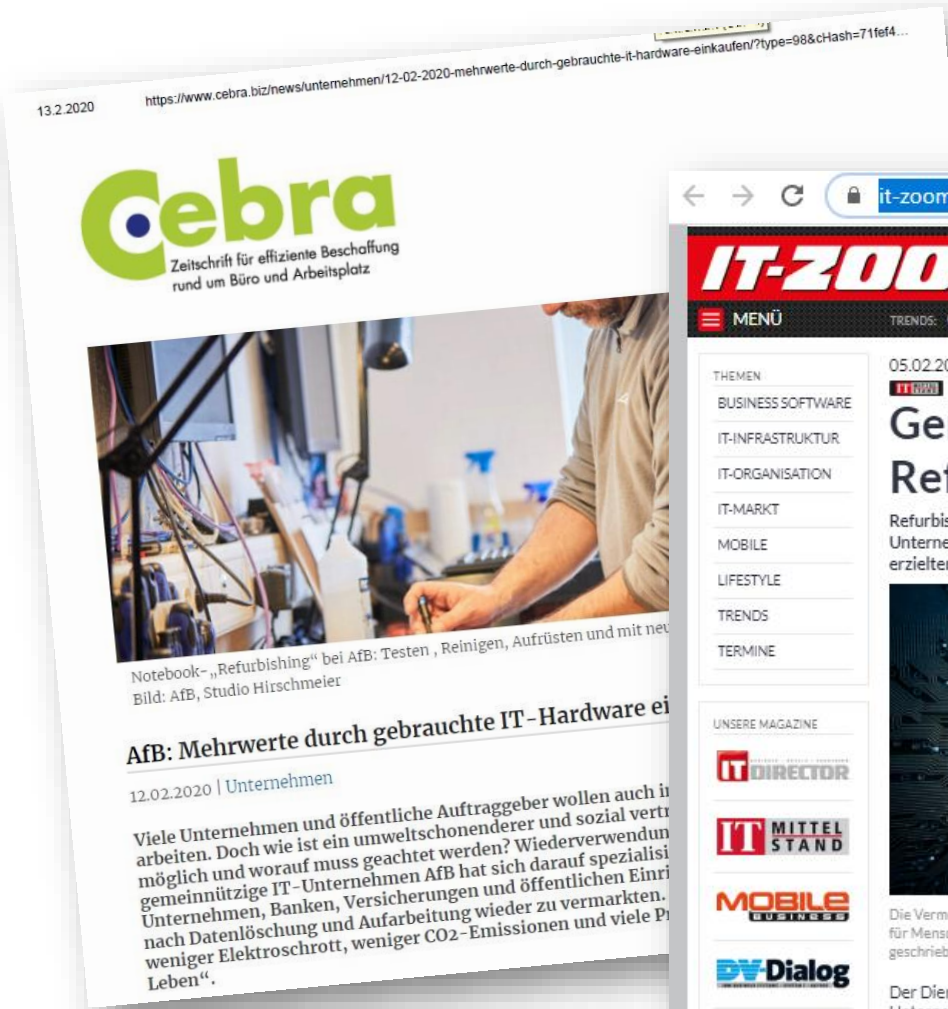 13.2.2020
https://www.cebra.biz/news/unternehmen/12-02-2020-mehrwerte-durch-gebrauchte-it-hardware-einkaufen/?type=98&cHash=71fef4...
Cebra
Zeitschrift für effiziente Beschaffung
rund um Büro und Arbeitsplatz
Notebook-„Refurbishing“ bei AfB: Testen , Reinigen, Aufrüsten und mit neu
Bild: AfB, Studio Hirschmeier
AfB: Mehrwerte durch gebrauchte IT-Hardware ei
12.02.2020 | Unternehmen
Viele Unternehmen und öffentliche Auftraggeber wollen auch i
arbeiten. Doch wie ist ein umweltschonenderer und sozial vertr
möglich und worauf muss geachtet werden? Wiederverwendun
gemeinnützige IT-Unternehmen AfB hat sich darauf spezialisi
Unternehmen, Banken, Versicherungen und öffentlichen Einri
nach Datenlöschung und Aufarbeitung wieder zu vermarkten.
weniger Elektroschrott, weniger CO2-Emissionen und viele P
Leben“.
it-zoom
IT-ZOO
MENÜ
TRENDS:
THEMEN
BUSINESS SOFTWARE
IT-INFRASTRUKTUR
IT-ORGANISATION
IT-MARKT
MOBILE
LIFESTYLE
TRENDS
TERMINE
UNSERE MAGAZINE
IT DIRECTOR
IT MITTEL
STAND
MOBILE
BUSINESS
DV-Dialog
05.02.20
Ge
Ref
Refurbis
Unterne
erzielte
Die Verm
für Mens
geschrieb
Der Die